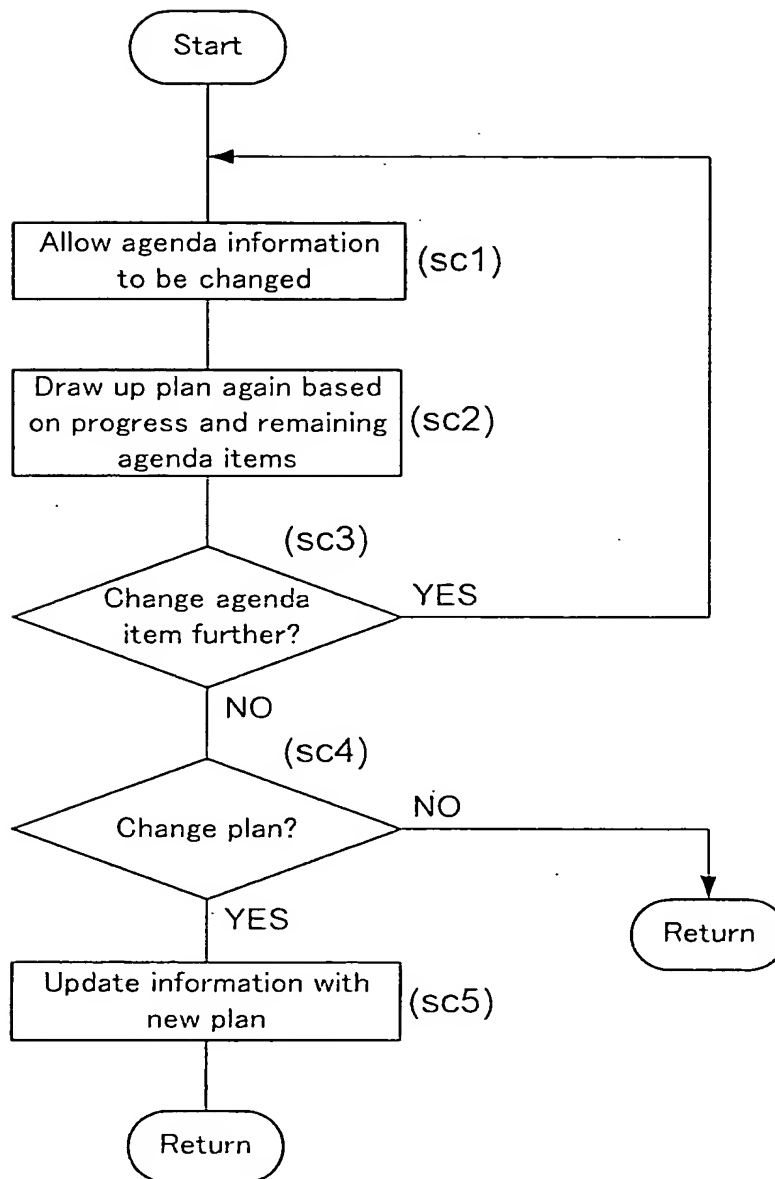 Start
Allow agenda information
to be changed
(sc1)
Draw up plan again based
on progress and remaining
agenda items
(sc2)
(sc3)
Change agenda
item further?
YES
NO
(sc4)
Change plan?
NO
YES
Return
Update information with
new plan
(sc5)
Return